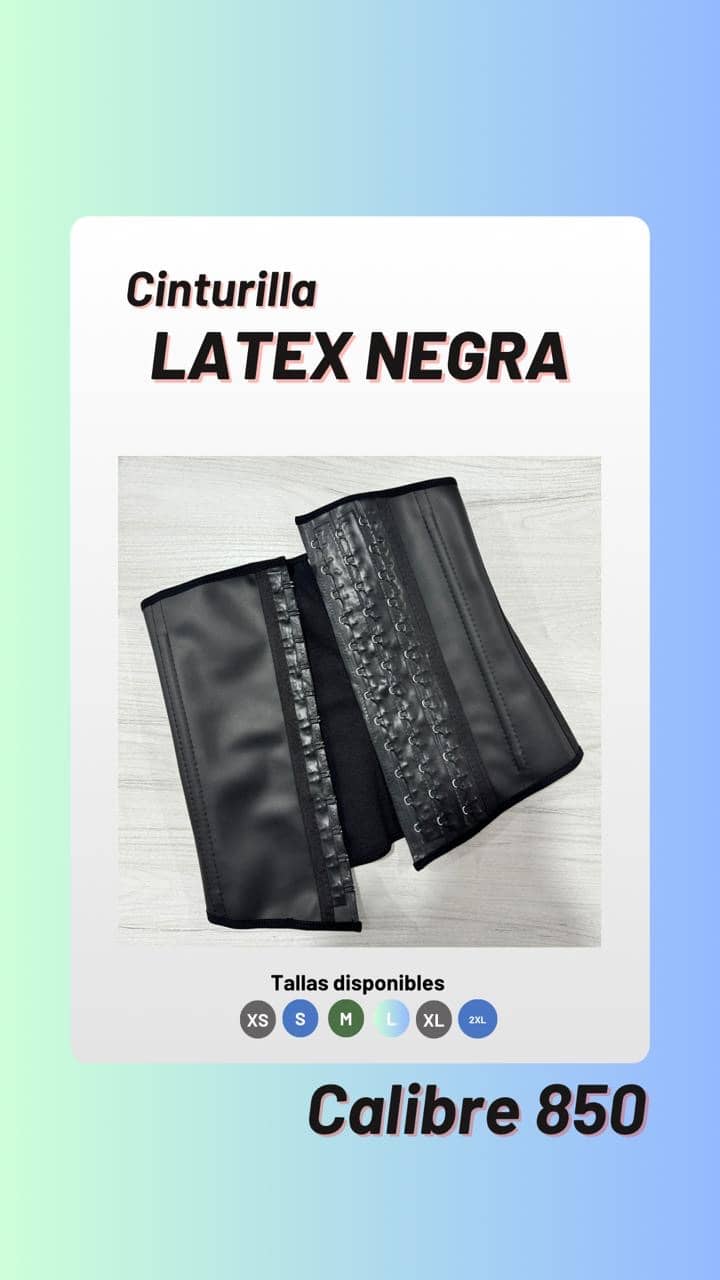 Cinturilla
LATEX NEGRA
Tallas disponibles
XS S M L XL 2XL
Calibre 850